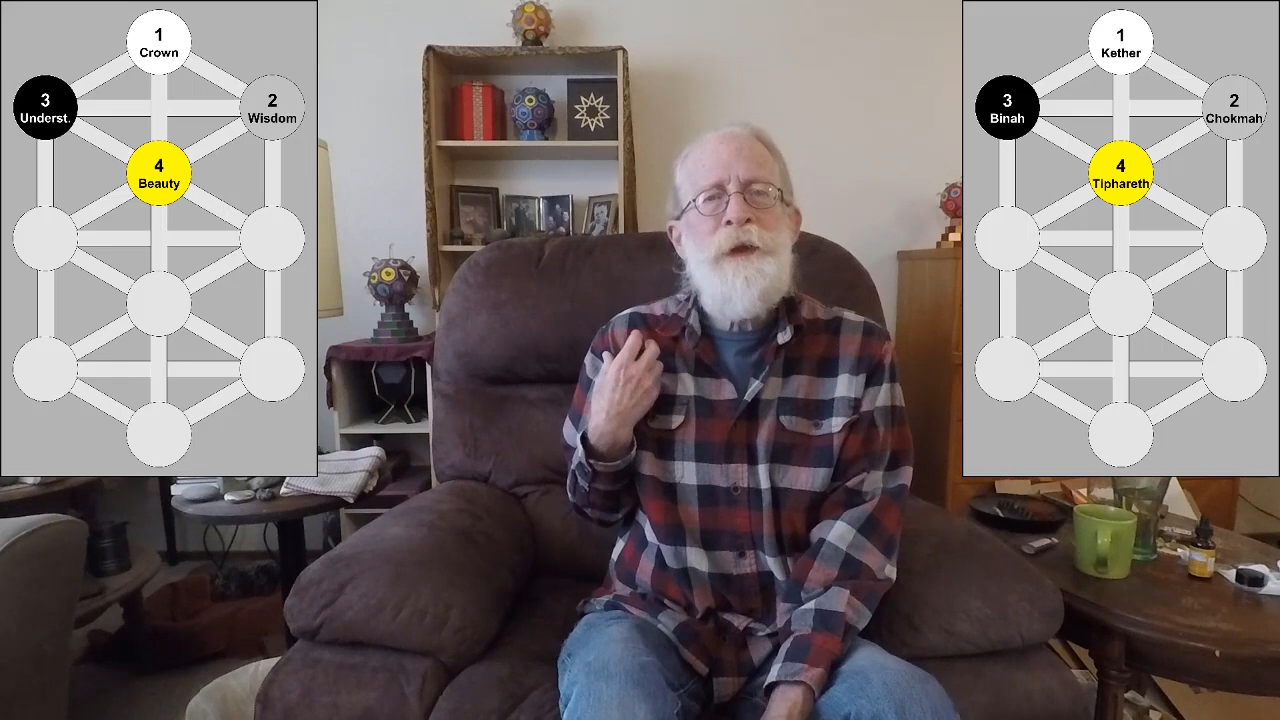 1
Crown
3
Underst.
2
Wisdom
4
Beauty
1
Kether
3
Binah
2
Chokmah
4
Tiphareth